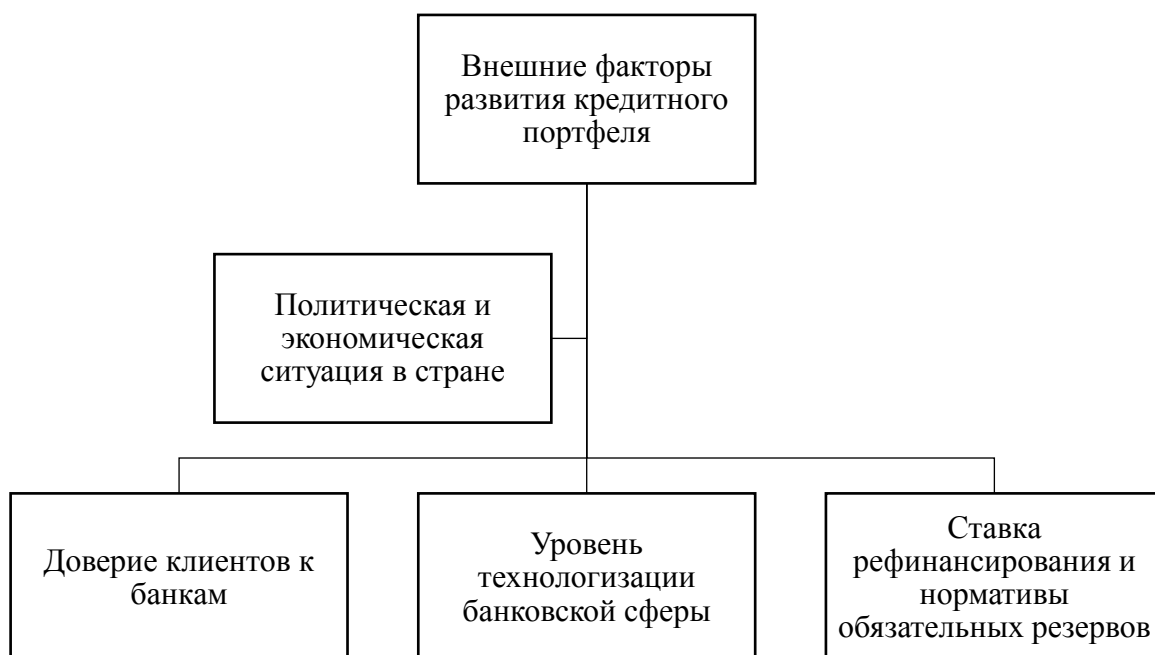 Внешние факторы
развития кредитного
портфеля
Политическая и
экономическая
ситуация в стране
Доверие клиентов к
банкам
Уровень
технологизации
банковской сферы
Ставка
рефинансирования и
нормативы
обязательных резервов